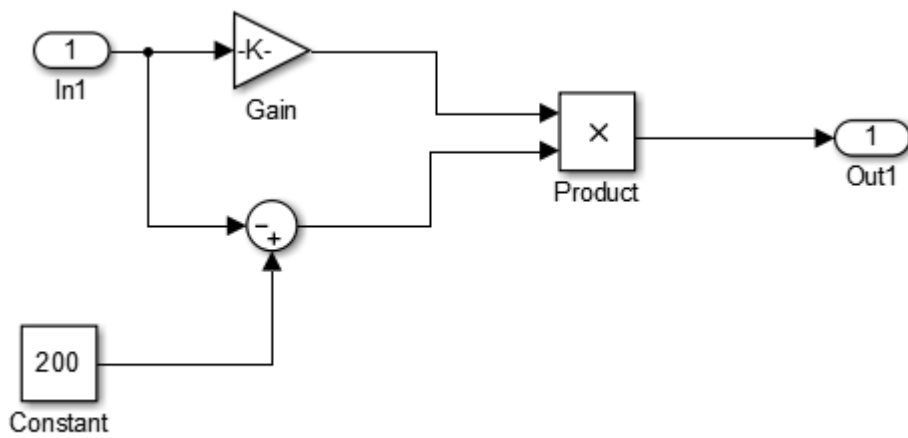 1
In1
-K-
Gain
×
Product
1
Out1
−
+
200
Constant